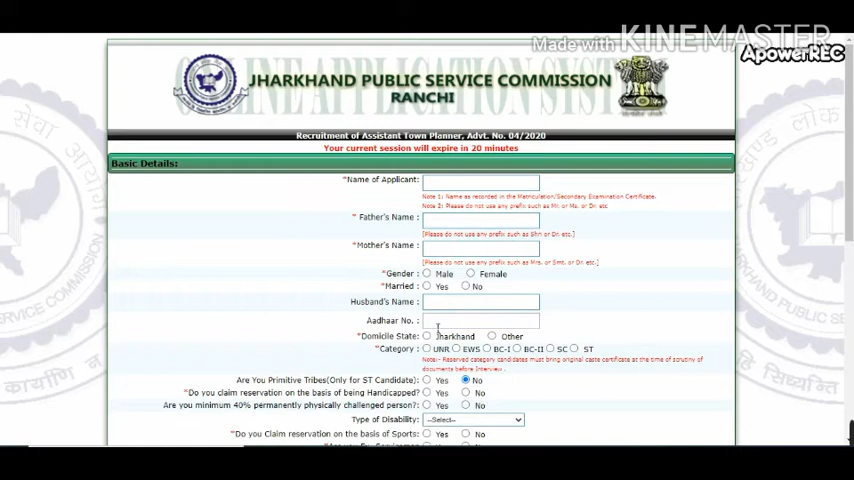 Made with KINEMASTER
ApowerREC
JHARKHAND PUBLIC SERVICE COMMISSION
RANCHI
Recruitment of Assistant Town Planner, Advt. No. 04/2020
Your current session will expire in 20 minutes
Basic Details:
*Name of Applicant:
Note 1: Name as recorded in the Matriculation/Secondary Examination Certificate.
Note 2: Please do not use any prefix such as Mr. or Ms. or Dr. etc
* Father's Name :
[Please do not use any prefix such as Shri or Dr. etc.]
*Mother's Name :
[Please do not use any prefix such as Mrs. or Smt. or Dr. etc.]
*Gender : Male Female
*Married : Yes No
Husband's Name :
Aadhaar No. :
*Domicile State: Jharkhand Other
*Category : UNR EWS BC-I BC-II SC ST
Note:- Reserved category candidates must bring original caste certificate at the time of scrutiny of
documents before Interview .
Are You Primitive Tribes(Only for ST Candidate): Yes No
*Do you claim reservation on the basis of being Handicapped? Yes No
Are you minimum 40% permanently physically challenged person?: Yes No
Type of Disability: --Select--
*Do you Claim reservation on the basis of Sports: Yes No